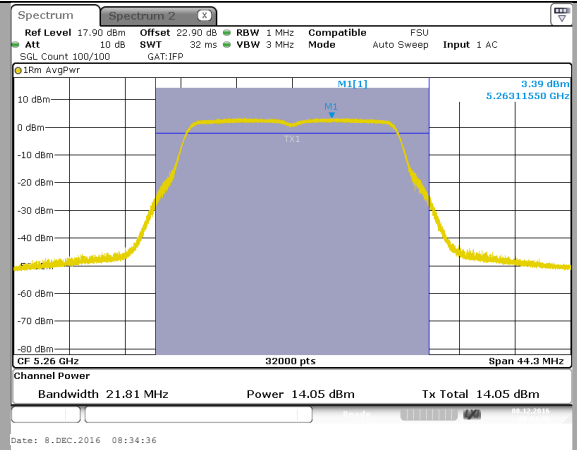 Spectrum Spectrum 2 X
Ref Level 17.90 dBm Offset 22.90 dB RBW 1 MHz Compatible FSU
Att 10 dB SWT 32 ms VBW 3 MHz Mode Auto Sweep Input 1 AC
SGL Count 100/100 GAT:IFP
1Rm AvgPwr
M1[1] 3.39 dBm
5.26311550 GHz
10 dBm
M1
0 dBm
TX1
-10 dBm
-20 dBm
-30 dBm
-40 dBm
-60 dBm
-70 dBm
-80 dBm
CF 5.26 GHz 32000 pts Span 44.3 MHz
Channel Power
Bandwidth 21.81 MHz Power 14.05 dBm Tx Total 14.05 dBm
Ready 08.12.2016
Date: 8.DEC.2016 08:34:36